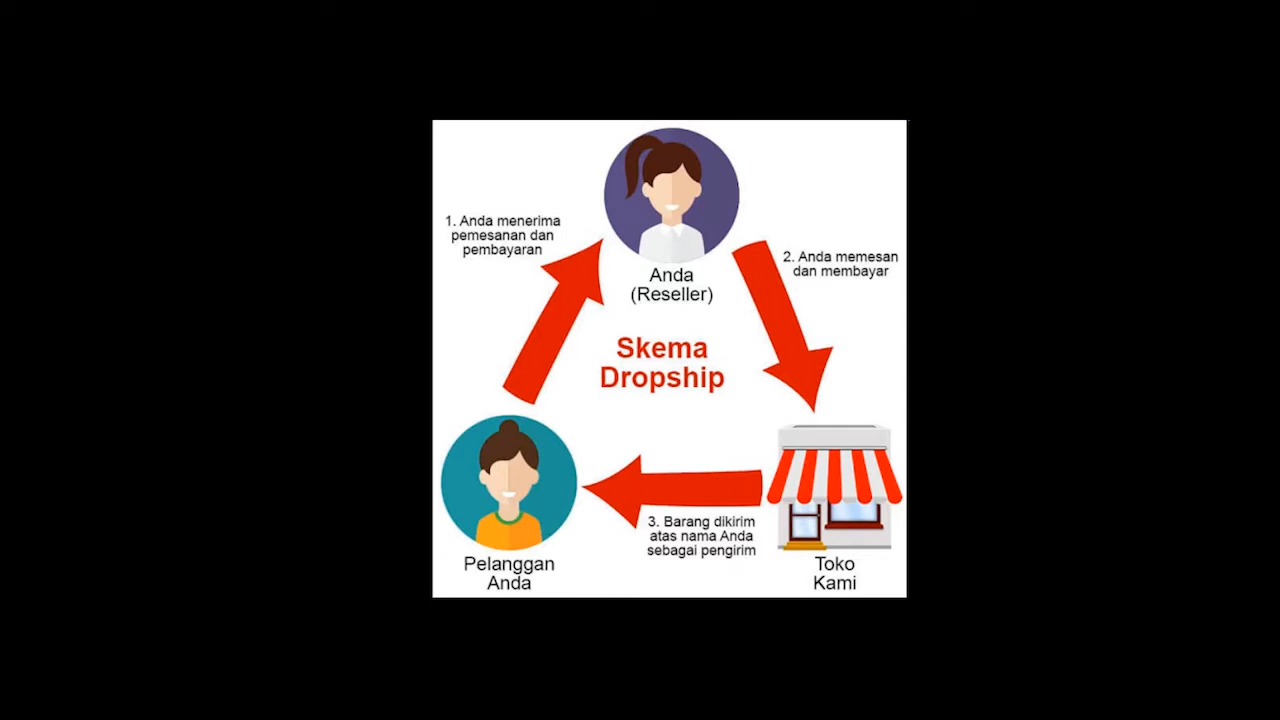 1. Anda menerima
pemesanan dan
pembayaran
2. Anda memesan
dan membayar
Anda
(Reseller)
Skema
Dropship
3. Barang dikirim
atas nama Anda
sebagai pengirim
Pelanggan
Anda
Toko
Kami